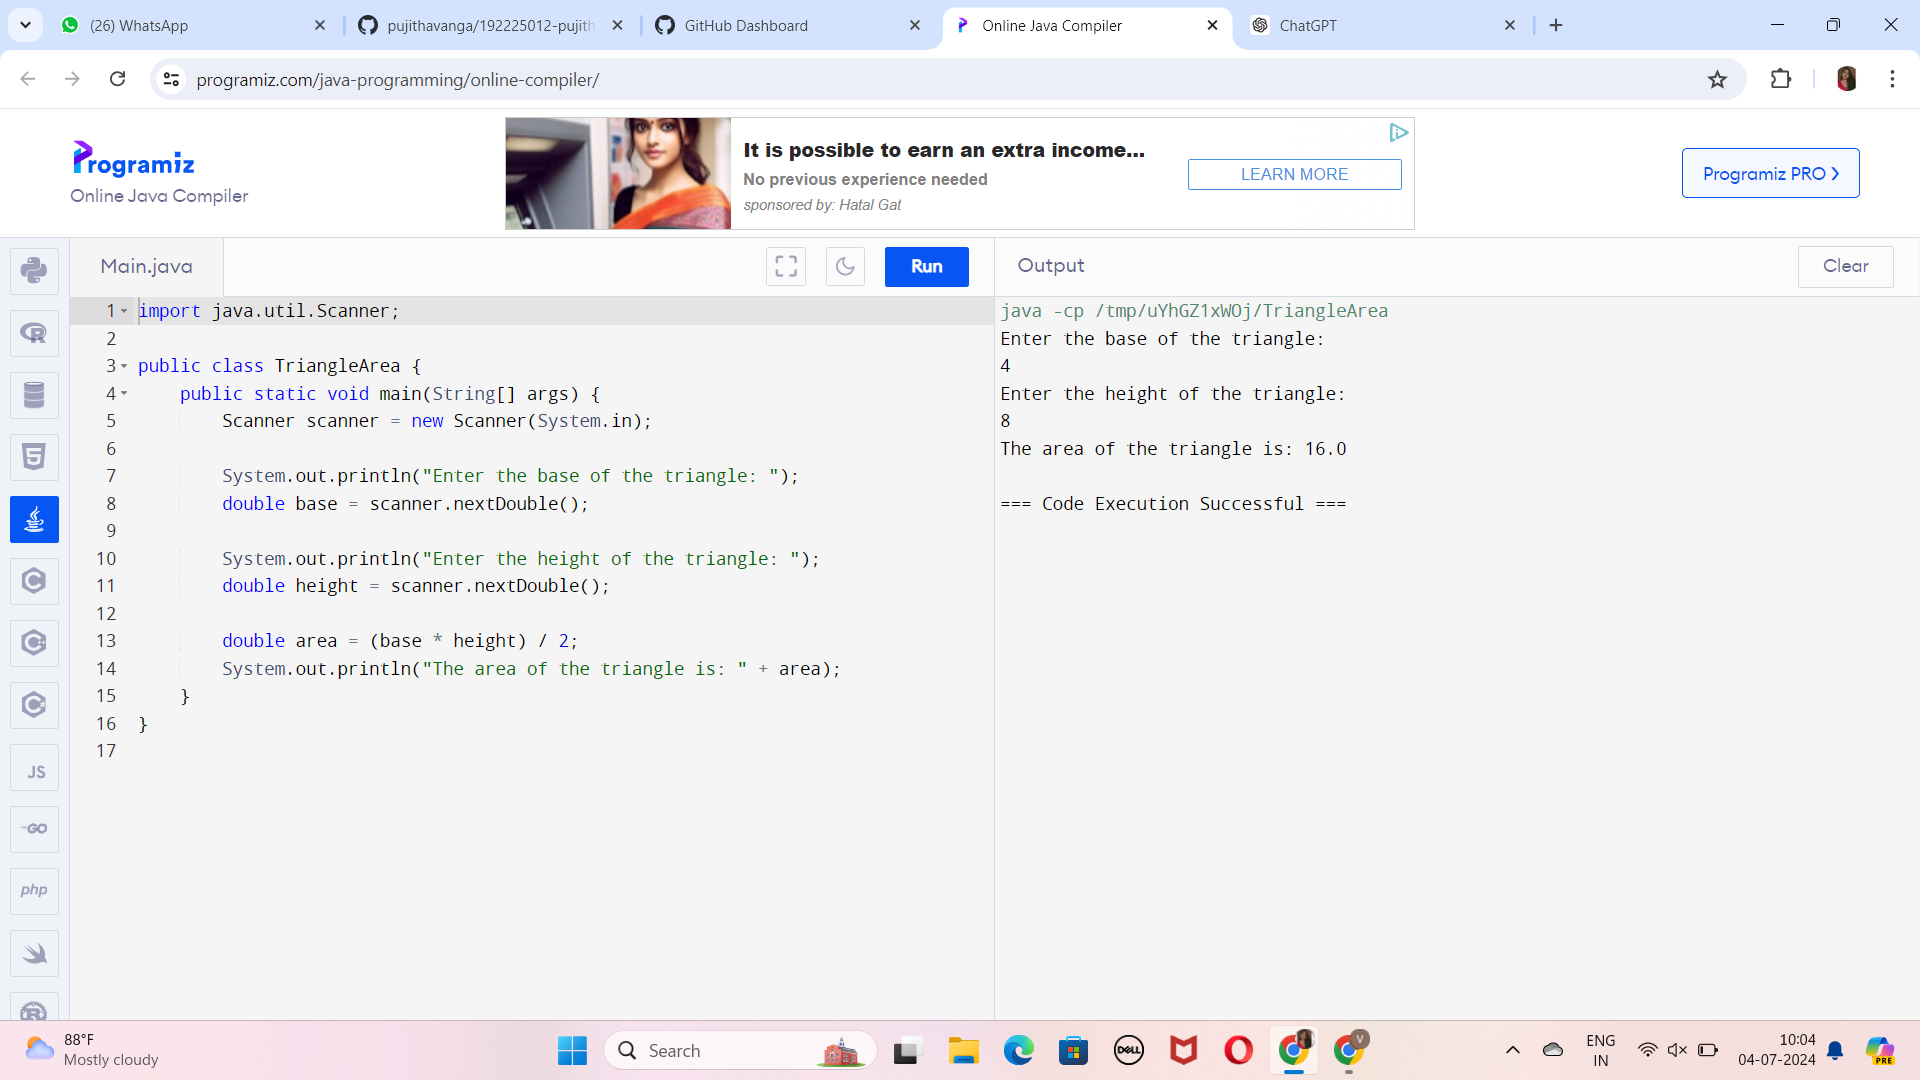 (26) WhatsApp
pujithavanga/192225012-pujith
GitHub Dashboard
Online Java Compiler
ChatGPT
programiz.com/java-programming/online-compiler/
Programiz
Online Java Compiler
It is possible to earn an extra income...
No previous experience needed
sponsored by: Hatal Gat
LEARN MORE
Programiz PRO
Main.java
Run
Output
Clear
1 import java.util.Scanner;
2
3 public class TriangleArea {
4 public static void main(String[] args) {
5 Scanner scanner = new Scanner(System.in);
6
7 System.out.println("Enter the base of the triangle: ");
8 double base = scanner.nextDouble();
9
10 System.out.println("Enter the height of the triangle: ");
11 double height = scanner.nextDouble();
12
13 double area = (base * height) / 2;
14 System.out.println("The area of the triangle is: " + area);
15 }
16 }
17
java -cp /tmp/uYhGZ1xWOj/TriangleArea
Enter the base of the triangle:
4
Enter the height of the triangle:
8
The area of the triangle is: 16.0
=== Code Execution Successful ===
R
5
C
C
C
JS
GO
php
R
88°F
Mostly cloudy
Search
DELL
V
ENG
IN
10:04
04-07-2024
PRE